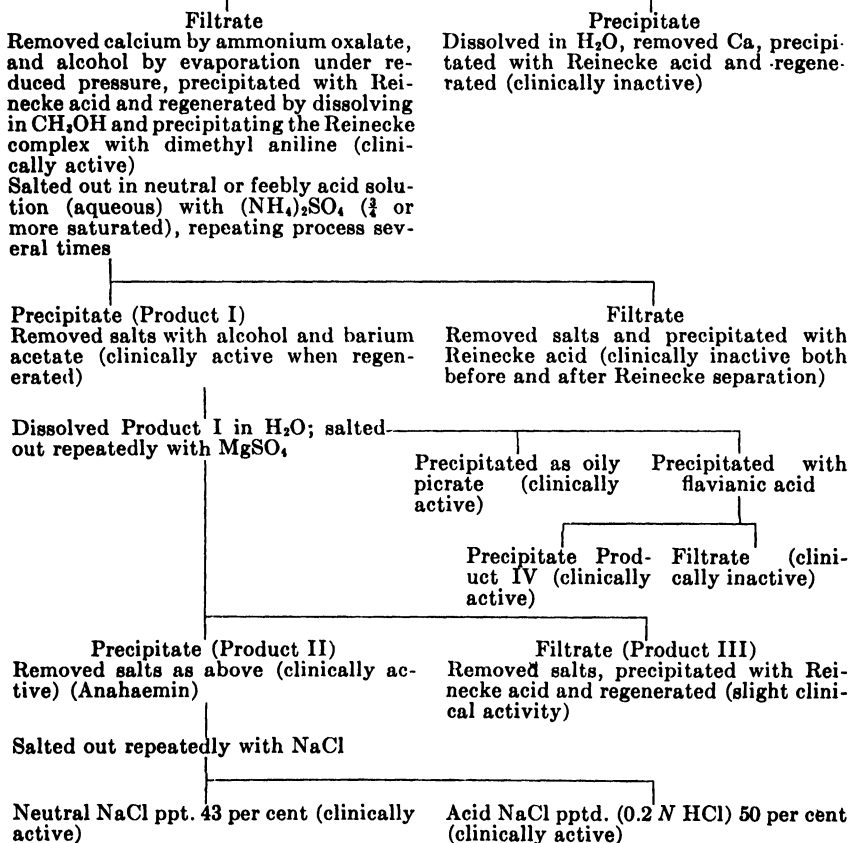 Filtrate
Removed calcium by ammonium oxalate,
and alcohol by evaporation under re-
duced pressure, precipitated with Rei-
necke acid and regenerated by dissolving
in CH₃OH and precipitating the Reinecke
complex with dimethyl aniline (clini-
cally active)
Salted out in neutral or feebly acid solu-
tion (aqueous) with (NH₄)₂SO₄ (¾ or
more saturated), repeating process sev-
eral times
Precipitate
Dissolved in H₂O, removed Ca, precipi-
tated with Reinecke acid and regene-
rated (clinically inactive)
Precipitate (Product I)
Removed salts with alcohol and barium
acetate (clinically active when regen-
erated)
Filtrate
Removed salts and precipitated with
Reinecke acid (clinically inactive both
before and after Reinecke separation)
Dissolved Product I in H₂O; salted
out repeatedly with MgSO₄
Precipitated as oily
picrate (clinically
active)
Precipitated with
flavianic acid
Precipitate Prod-
uct IV (clinically
active)
Filtrate (clini-
cally inactive)
Precipitate (Product II)
Removed salts as above (clinically ac-
tive) (Anahaemin)
Filtrate (Product III)
Removed salts, precipitated with Rei-
necke acid and regenerated (slight clini-
cal activity)
Salted out repeatedly with NaCl
Neutral NaCl ppt. 43 per cent (clinically
active)
Acid NaCl pptd. (0.2 N HCl) 50 per cent
(clinically active)